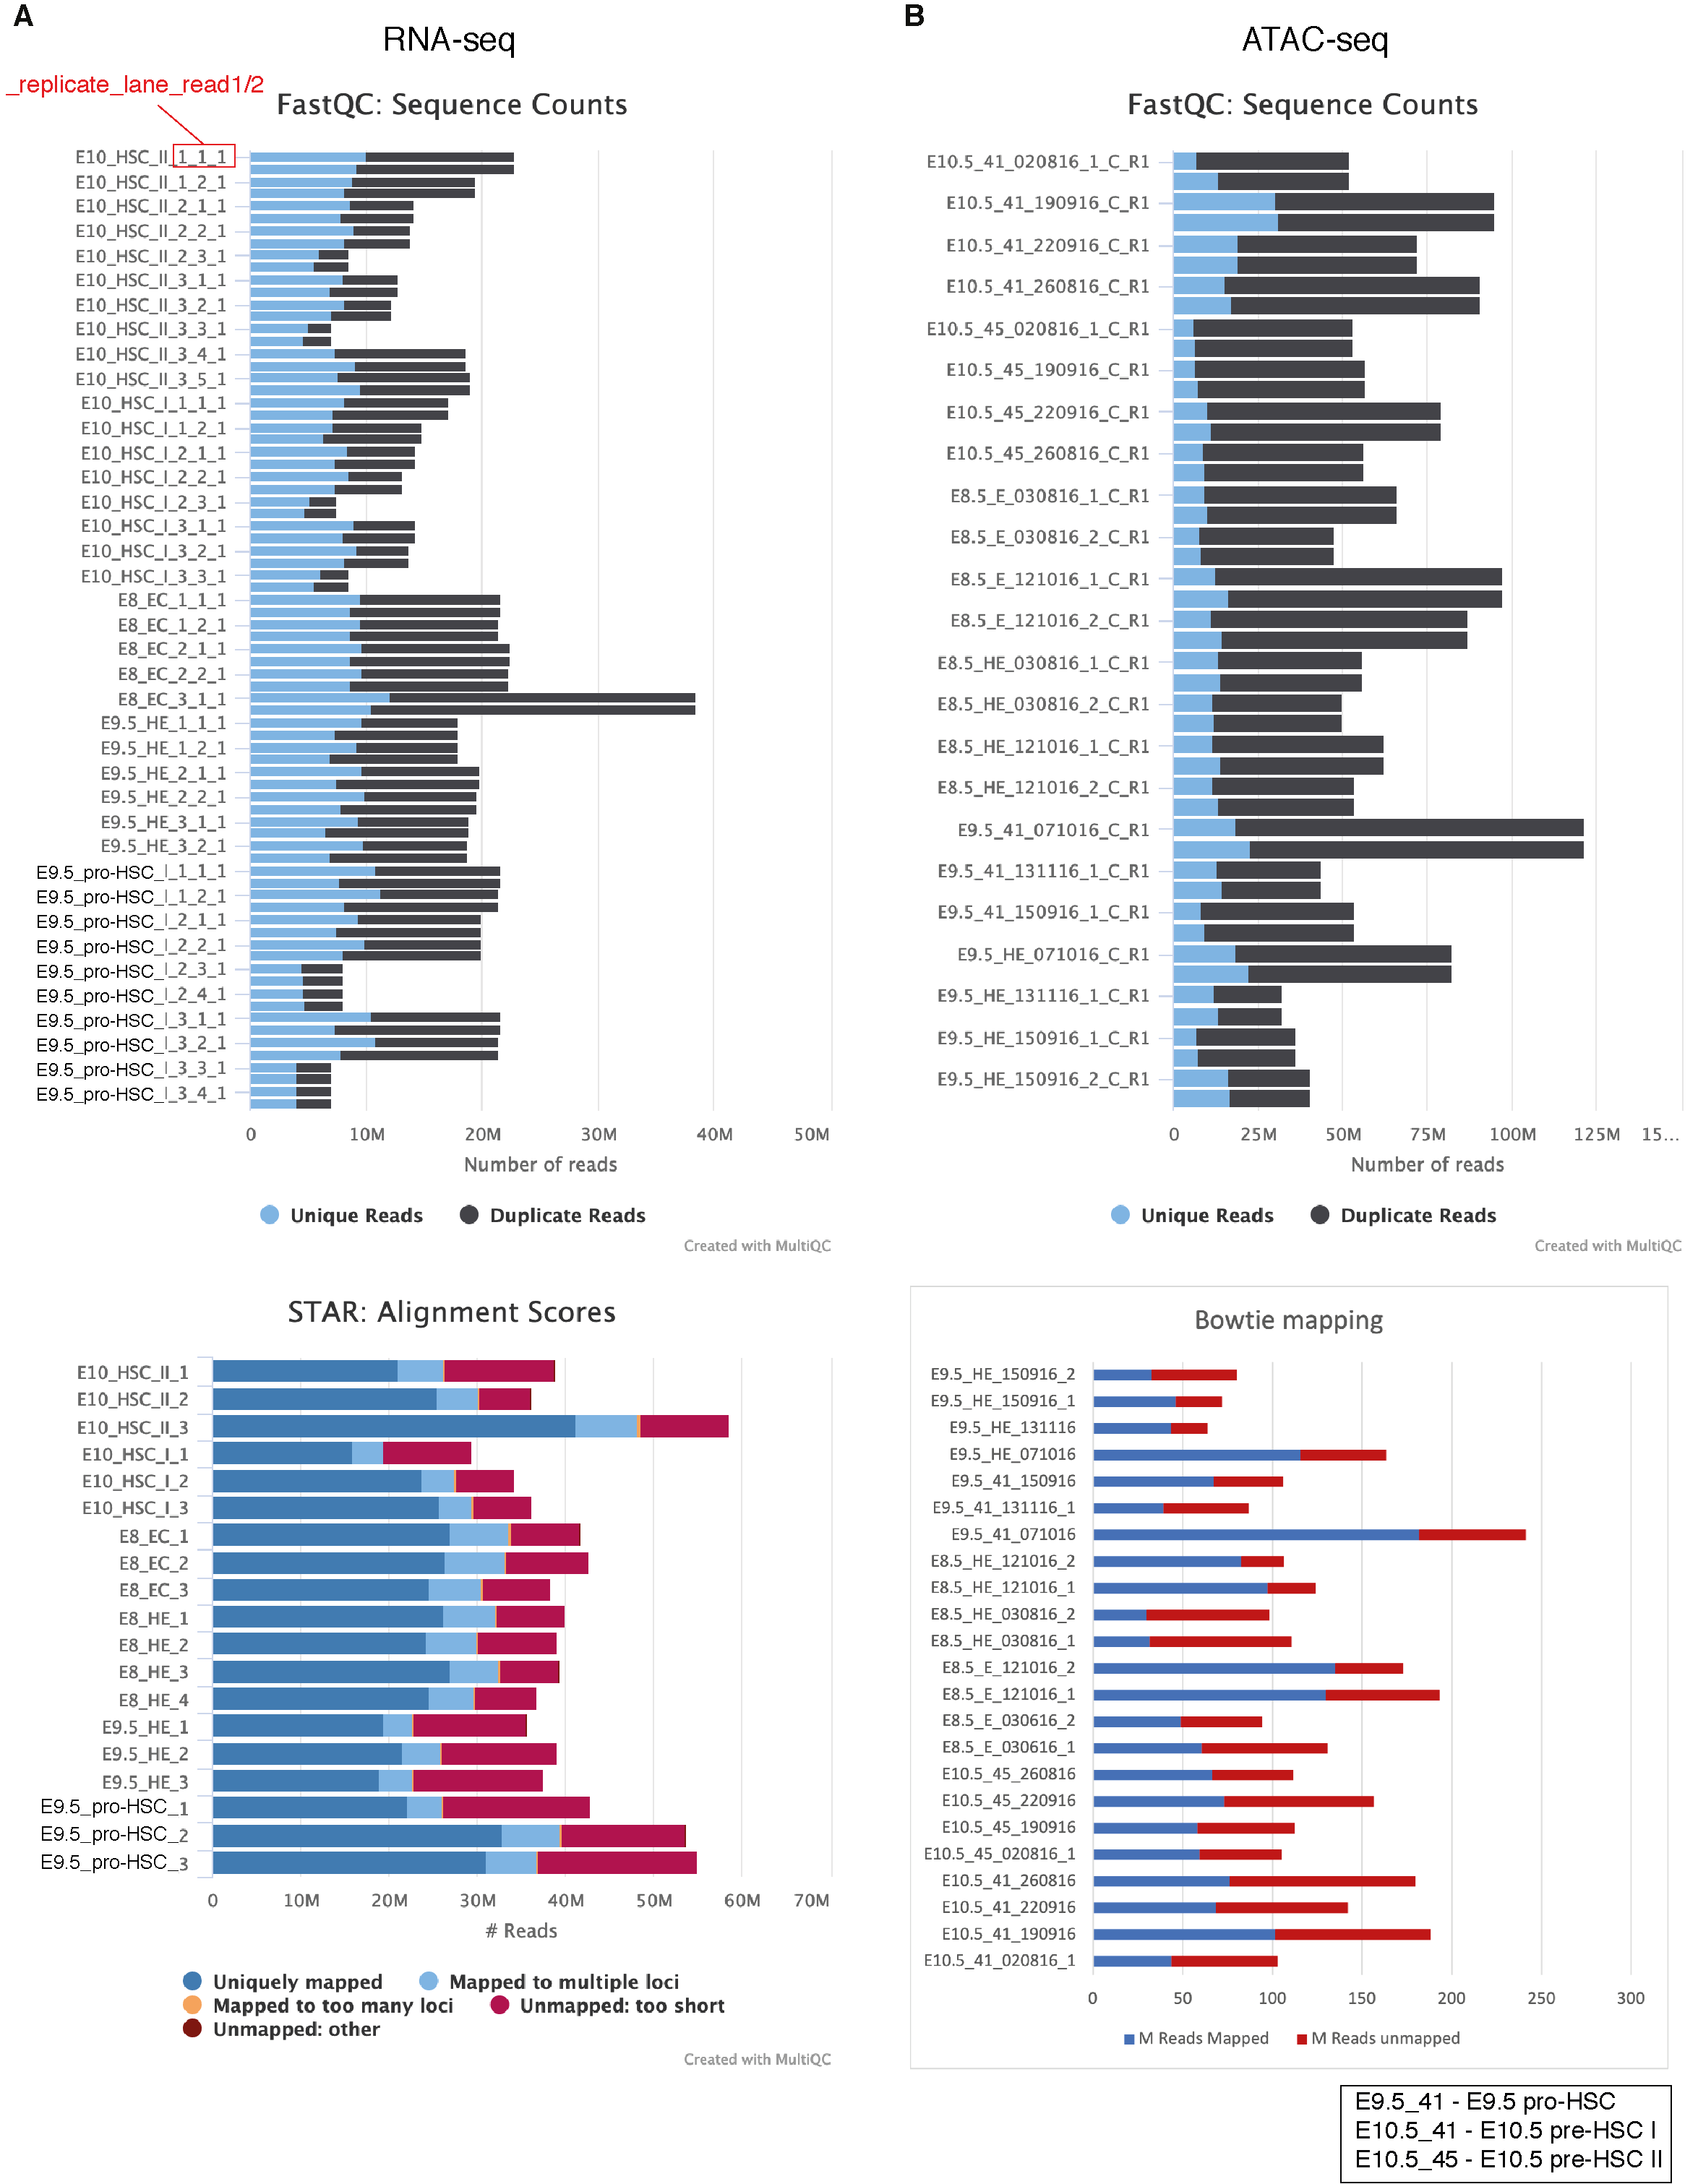 A
RNA-seq
_replicate_lane_read1/2
FastQC: Sequence Counts
E10_HSC_II_1_1_1
E10_HSC_II_1_2_1
E10_HSC_II_2_1_1
E10_HSC_II_2_2_1
E10_HSC_II_2_3_1
E10_HSC_II_3_1_1
E10_HSC_II_3_2_1
E10_HSC_II_3_3_1
E10_HSC_II_3_4_1
E10_HSC_II_3_5_1
E10_HSC_I_1_1_1
E10_HSC_I_1_2_1
E10_HSC_I_2_1_1
E10_HSC_I_2_2_1
E10_HSC_I_2_3_1
E10_HSC_I_3_1_1
E10_HSC_I_3_2_1
E10_HSC_I_3_3_1
E8_EC_1_1_1
E8_EC_1_2_1
E8_EC_2_1_1
E8_EC_2_2_1
E8_EC_3_1_1
E9.5_HE_1_1_1
E9.5_HE_1_2_1
E9.5_HE_2_1_1
E9.5_HE_2_2_1
E9.5_HE_3_1_1
E9.5_HE_3_2_1
E9.5_pro-HSC_I_1_1_1
E9.5_pro-HSC_I_1_2_1
E9.5_pro-HSC_I_2_1_1
E9.5_pro-HSC_I_2_2_1
E9.5_pro-HSC_I_2_3_1
E9.5_pro-HSC_I_2_4_1
E9.5_pro-HSC_I_3_1_1
E9.5_pro-HSC_I_3_2_1
E9.5_pro-HSC_I_3_3_1
E9.5_pro-HSC_I_3_4_1
0 10M 20M 30M 40M 50M
Number of reads
Unique Reads Duplicate Reads
Created with MultiQC
STAR: Alignment Scores
E10_HSC_II_1
E10_HSC_II_2
E10_HSC_II_3
E10_HSC_I_1
E10_HSC_I_2
E10_HSC_I_3
E8_EC_1
E8_EC_2
E8_EC_3
E8_HE_1
E8_HE_2
E8_HE_3
E8_HE_4
E9.5_HE_1
E9.5_HE_2
E9.5_HE_3
E9.5_pro-HSC_1
E9.5_pro-HSC_2
E9.5_pro-HSC_3
0 10M 20M 30M 40M 50M 60M 70M
# Reads
Uniquely mapped Mapped to multiple loci
Mapped to too many loci Unmapped: too short
Unmapped: other
Created with MultiQC
B
ATAC-seq
FastQC: Sequence Counts
E10.5_41_020816_1_C_R1
E10.5_41_190916_C_R1
E10.5_41_220916_C_R1
E10.5_41_260816_C_R1
E10.5_45_020816_1_C_R1
E10.5_45_190916_C_R1
E10.5_45_220916_C_R1
E10.5_45_260816_C_R1
E8.5_E_030816_1_C_R1
E8.5_E_030816_2_C_R1
E8.5_E_121016_1_C_R1
E8.5_E_121016_2_C_R1
E8.5_HE_030816_1_C_R1
E8.5_HE_030816_2_C_R1
E8.5_HE_121016_1_C_R1
E8.5_HE_121016_2_C_R1
E9.5_41_071016_C_R1
E9.5_41_131116_C_R1
E9.5_41_150916_1_C_R1
E9.5_HE_071016_C_R1
E9.5_HE_131116_1_C_R1
E9.5_HE_150916_1_C_R1
E9.5_HE_150916_2_C_R1
0 25M 50M 75M 100M 125M 15...
Number of reads
Unique Reads Duplicate Reads
Created with MultiQC
Bowtie mapping
E9.5_HE_150916_2
E9.5_HE_150916_1
E9.5_HE_131116
E9.5_HE_071016
E9.5_41_150916
E9.5_41_131116_1
E9.5_41_071016
E8.5_HE_121016_2
E8.5_HE_121016_1
E8.5_HE_030816_2
E8.5_HE_030816_1
E8.5_E_121016_2
E8.5_E_121016_1
E8.5_E_030616_2
E8.5_E_030616_1
E10.5_45_260816
E10.5_45_220916
E10.5_45_190916
E10.5_45_020816_1
E10.5_41_260816
E10.5_41_220916
E10.5_41_190916
E10.5_41_020816_1
0 50 100 150 200 250 300
M Reads Mapped M Reads unmapped
E9.5_41 - E9.5 pro-HSC
E10.5_41 - E10.5 pre-HSC I
E10.5_45 - E10.5 pre-HSC II